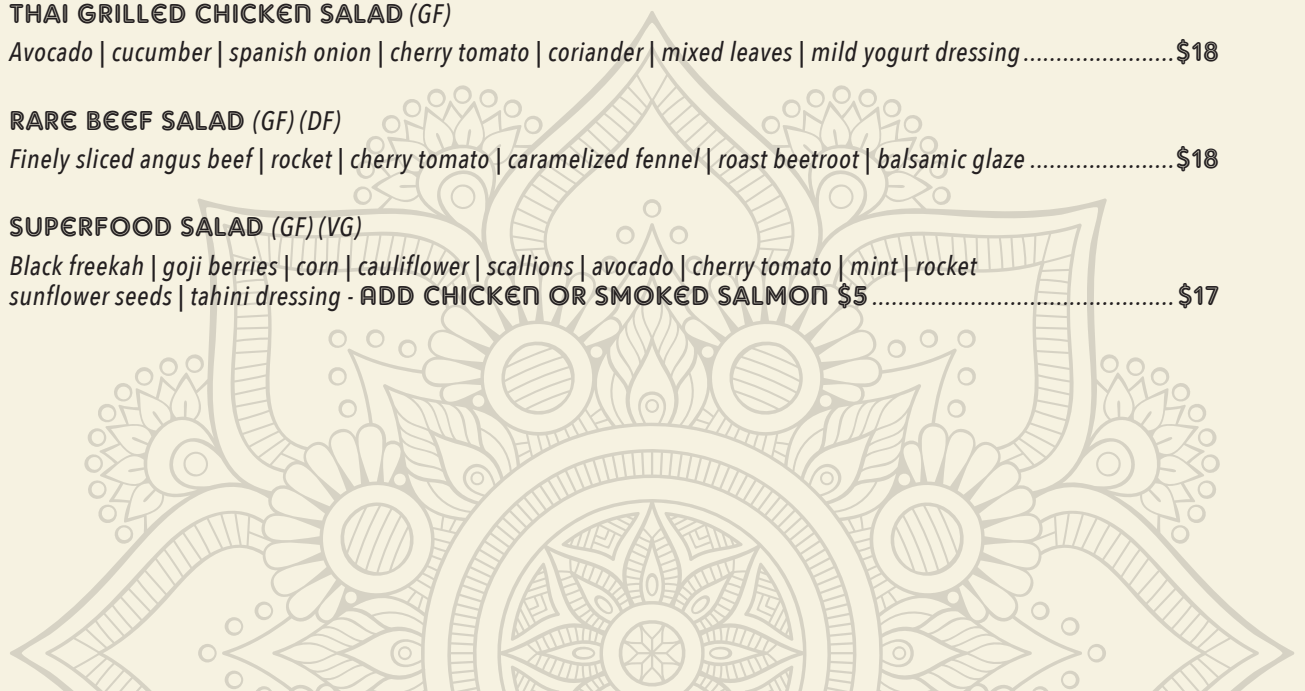 THAI GRILLED CHICKEN SALAD (GF)
Avocado | cucumber | spanish onion | cherry tomato | coriander | mixed leaves | mild yogurt dressing.......................$18
RARE BEEF SALAD (GF) (DF)
Finely sliced angus beef | rocket | cherry tomato | caramelized fennel | roast beetroot | balsamic glaze ......................$18
SUPERFOOD SALAD (GF) (VG)
Black freekah | goji berries | corn | cauliflower | scallions | avocado | cherry tomato | mint | rocket
sunflower seeds | tahini dressing - ADD CHICKEN OR SMOKED SALMON $5.............................................. $17